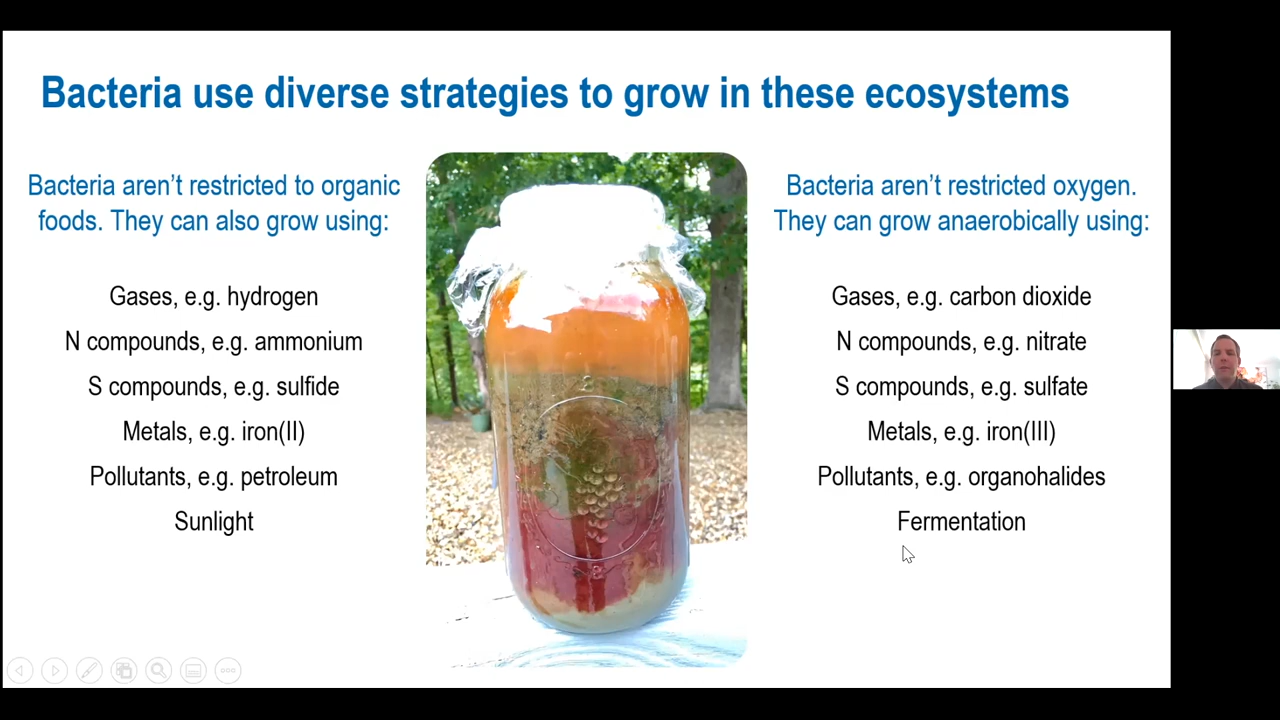 Bacteria use diverse strategies to grow in these ecosystems
Bacteria aren't restricted to organic
foods. They can also grow using:
Gases, e.g. hydrogen
N compounds, e.g. ammonium
S compounds, e.g. sulfide
Metals, e.g. iron(II)
Pollutants, e.g. petroleum
Sunlight
Bacteria aren't restricted oxygen.
They can grow anaerobically using:
Gases, e.g. carbon dioxide
N compounds, e.g. nitrate
S compounds, e.g. sulfate
Metals, e.g. iron(III)
Pollutants, e.g. organohalides
Fermentation